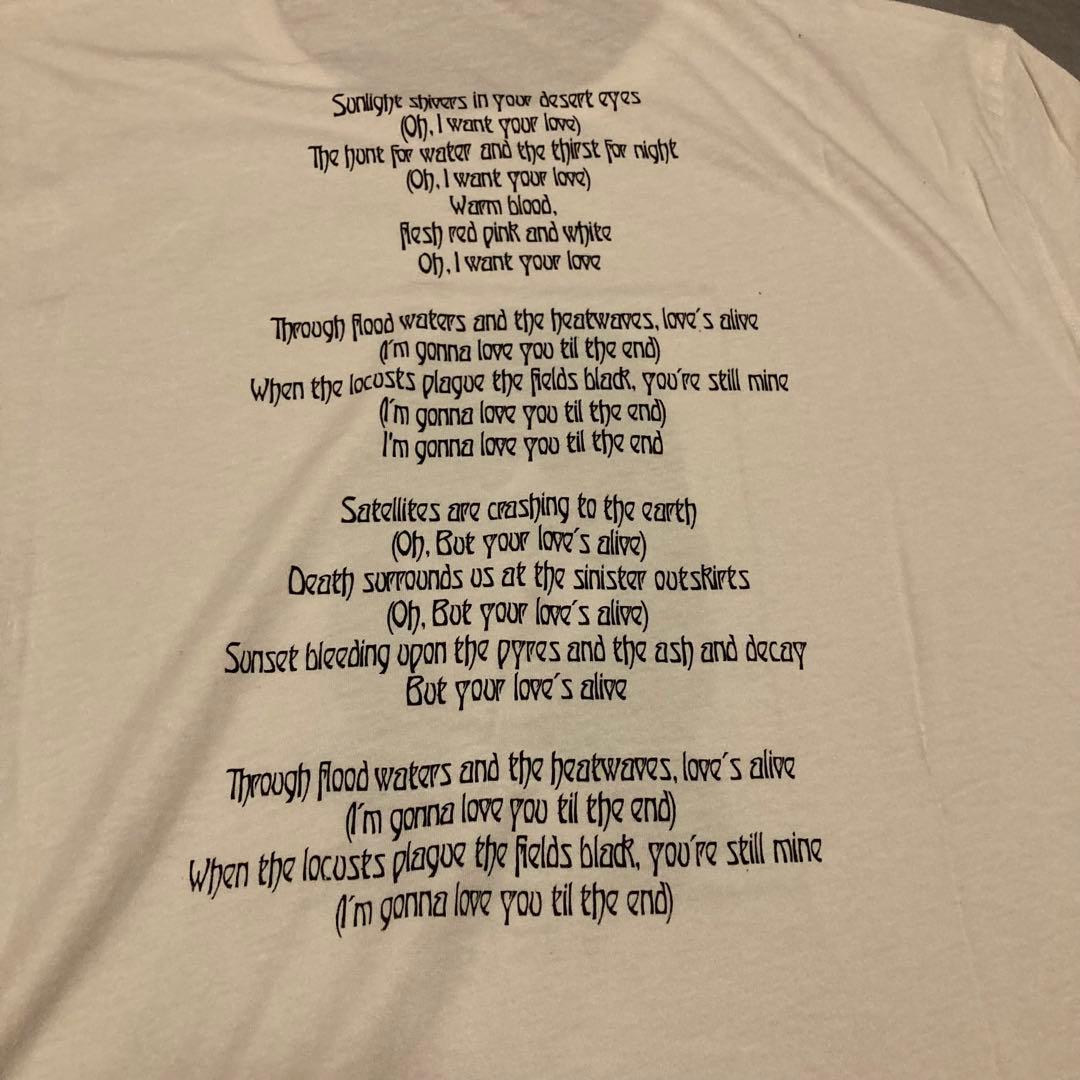 Sunlight shivers in your desert eyes
(Oh, I want your love)
The hunt for water and the thirst for night
(Oh, I want your love)
Warm blood,
flesh red pink and white
Oh, I want your love
Through flood waters and the heatwaves, love's alive
(I'm gonna love you til the end)
When the locusts plague the fields black, you're still mine
(I'm gonna love you til the end)
I'm gonna love you til the end
Satellites are crashing to the earth
(Oh, But your love's alive)
Death surrounds us at the sinister outskirts
(Oh, But your love's alive)
Sunset bleeding upon the pyres and the ash and decay
But your love's alive
Through flood waters and the heatwaves, love's alive
(I'm gonna love you til the end)
When the locusts plague the fields black, you're still mine
(I'm gonna love you til the end)